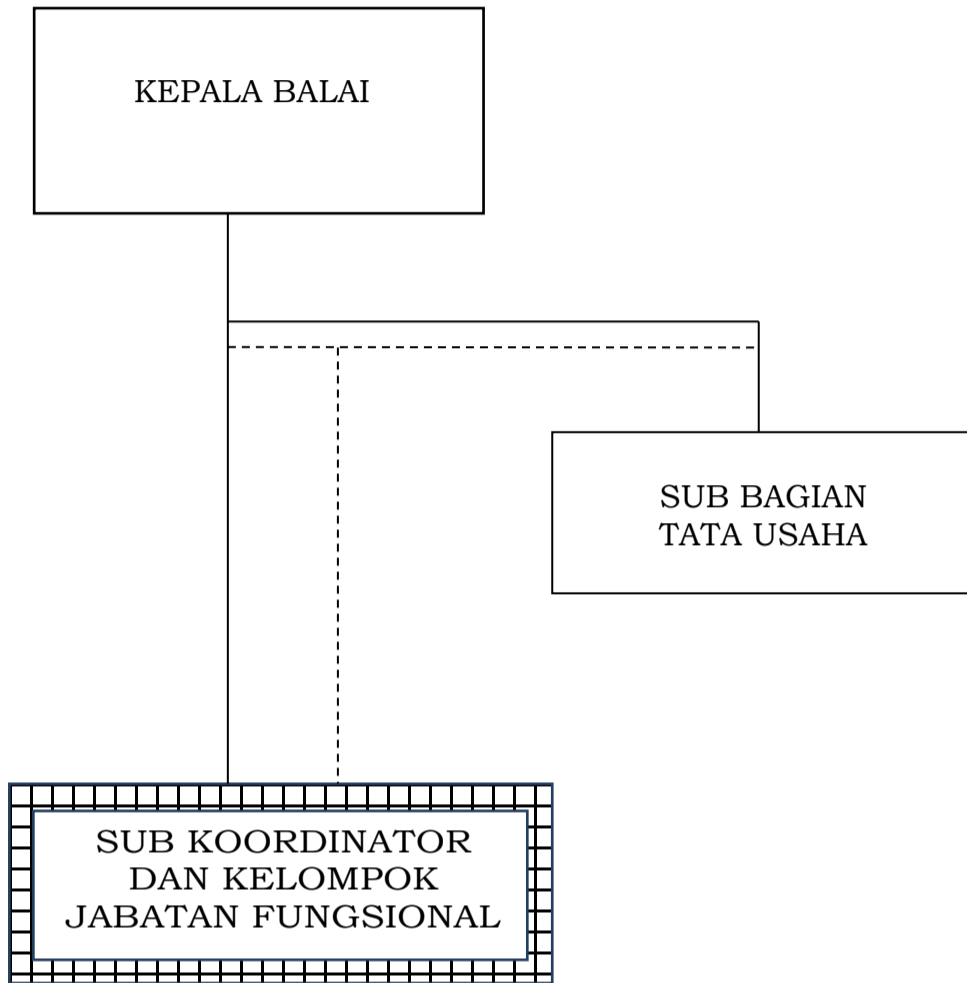 KEPALA BALAI
SUB BAGIAN
TATA USAHA
SUB KOORDINATOR
DAN KELOMPOK
JABATAN FUNGSIONAL